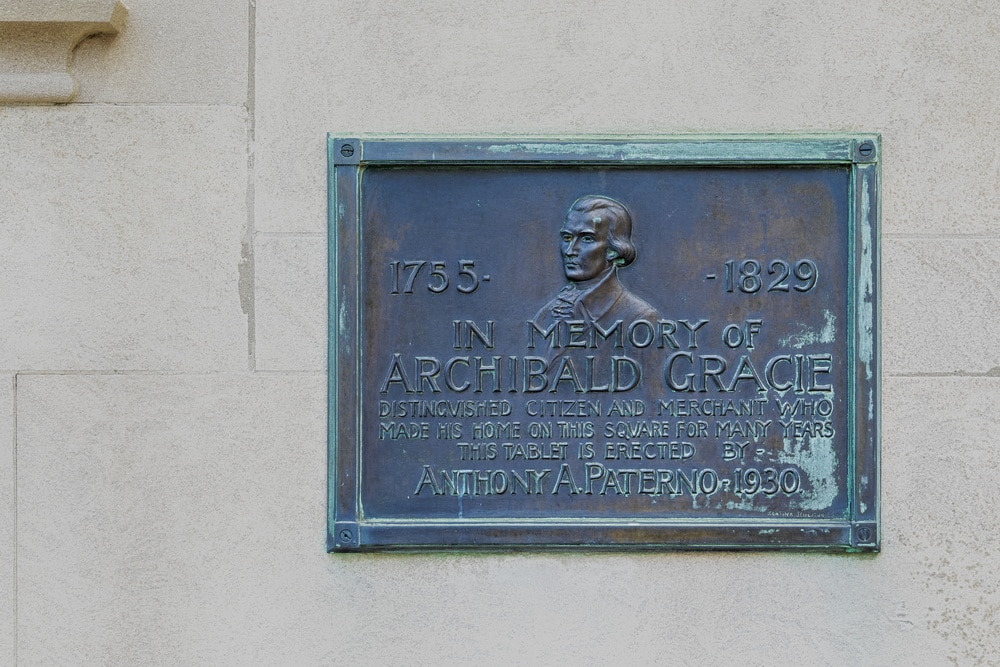 1755-
-1829
IN MEMORY OF
ARCHIBALD GRACIE
DISTINGVISHED CITIZEN AND MERCHANT WHO
MADE HIS HOME ON THIS SQVARE FOR MANY YEARS
THIS TABLET IS ERECTED BY-
ANTHONY A. PATERNO-1930.